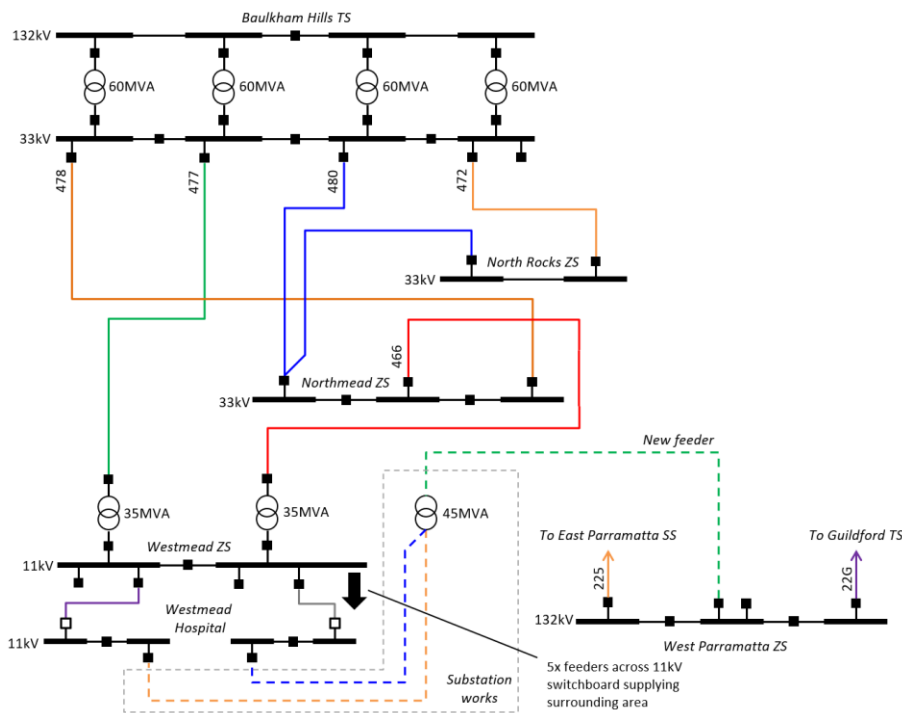 Baulkham Hills TS
132kV
60MVA
60MVA
60MVA
60MVA
33kV
478
477
480
472
North Rocks ZS
33kV
466
Northmead ZS
33kV
New feeder
35MVA
35MVA
45MVA
To East Parramatta SS
To Guildford TS
Westmead ZS
11kV
225
22G
132kV
West Parramatta ZS
Westmead
Hospital
11kV
Substation
works
5x feeders across 11kV
switchboard supplying
surrounding area